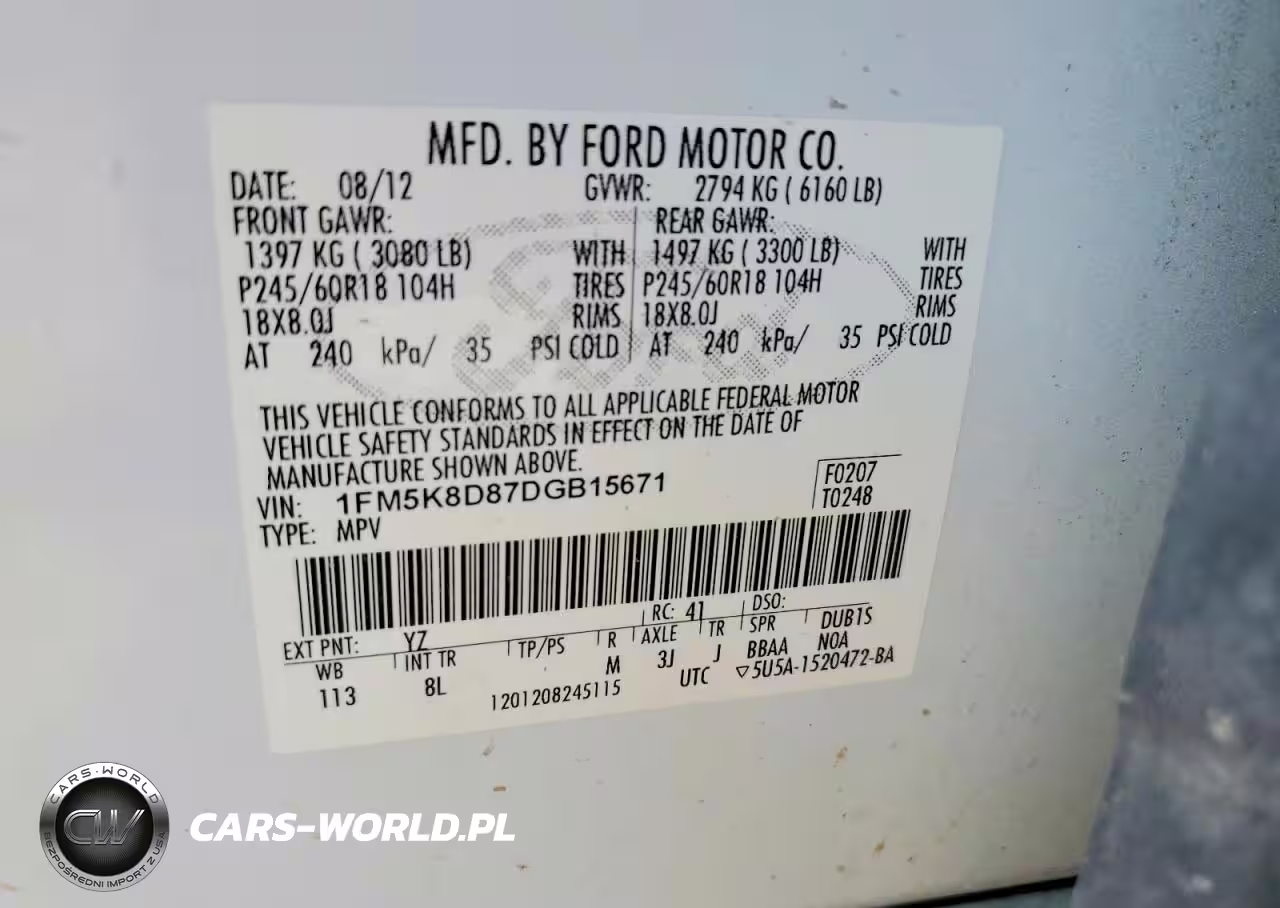 MFD. BY FORD MOTOR CO.
DATE: 08/12 GVWR: 2794 KG ( 6160 LB)
FRONT GAWR: REAR GAWR:
1397 KG ( 3080 LB) WITH 1497 KG ( 3300 LB) WITH
P245/60R18 104H TIRES P245/60R18 104H TIRES
18X8.0J RIMS 18X8.0J RIMS
AT 240 kPa/ 35 PSI COLD AT 240 kPa/ 35 PSI COLD
THIS VEHICLE CONFORMS TO ALL APPLICABLE FEDERAL MOTOR
VEHICLE SAFETY STANDARDS IN EFFECT ON THE DATE OF
MANUFACTURE SHOWN ABOVE.
VIN: 1FM5K8D87DGB15671 F0207
TYPE: MPV T0248
EXT PNT: YZ RC: 41 DSO:
WB INT TR TP/PS R AXLE TR SPR DUB1S
113 8L M 3J J BBAA N0A
1201208245115 UTC ▽5U5A-1520472-BA
CARS-WORLD
CW
BEZPOŚREDNI IMPORT Z USA
CARS-WORLD.PL